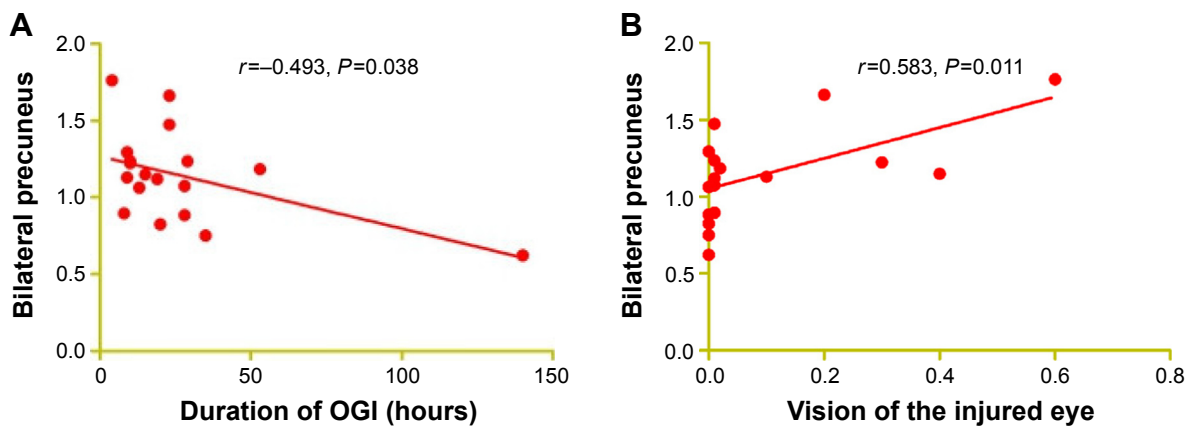 A
Bilateral precuneus
2.0
1.5
1.0
0.5
0.0
r=–0.493, P=0.038
0 50 100 150
Duration of OGI (hours)
B
Bilateral precuneus
2.0
1.5
1.0
0.5
0.0
r=0.583, P=0.011
0.0 0.2 0.4 0.6 0.8
Vision of the injured eye